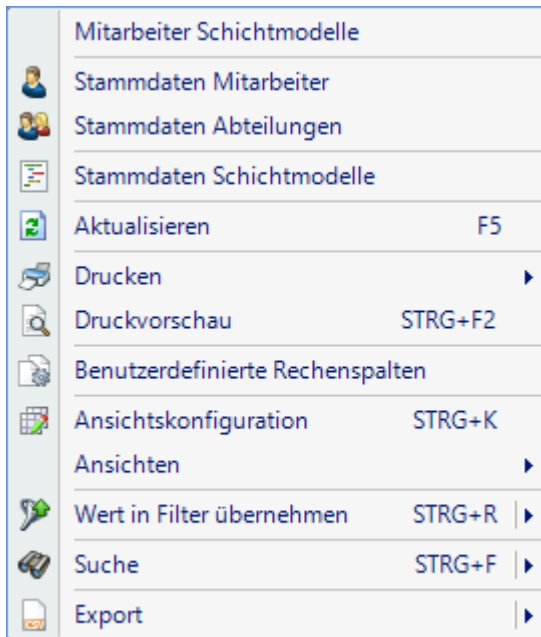 Mitarbeiter Schichtmodelle
Stammdaten Mitarbeiter
Stammdaten Abteilungen
Stammdaten Schichtmodelle
Aktualisieren F5
Drucken
Druckvorschau STRG+F2
Benutzerdefinierte Rechenspalten
Ansichtskonfiguration STRG+K
Ansichten
Wert in Filter übernehmen STRG+R
Suche STRG+F
Export